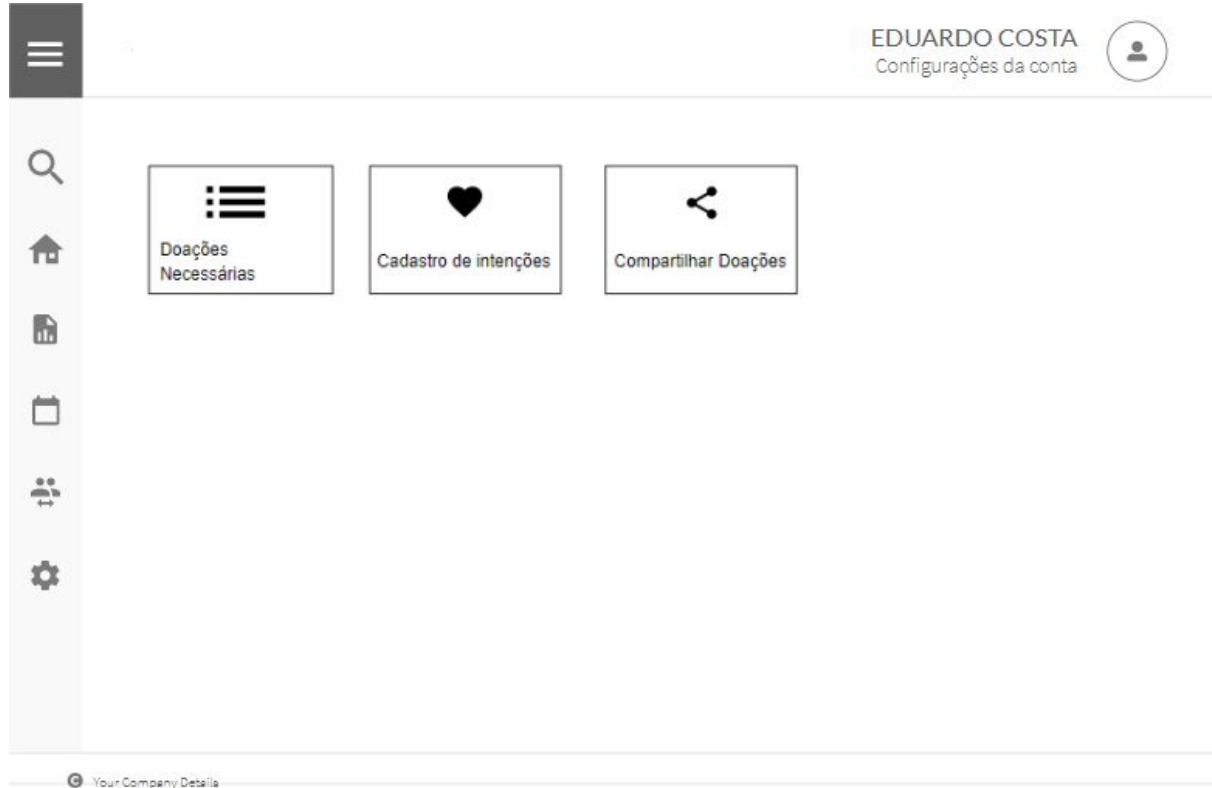 EDUARDO COSTA
Configurações da conta
Doações
Necessárias
Cadastro de intenções
Compartilhar Doações
Your Company Details